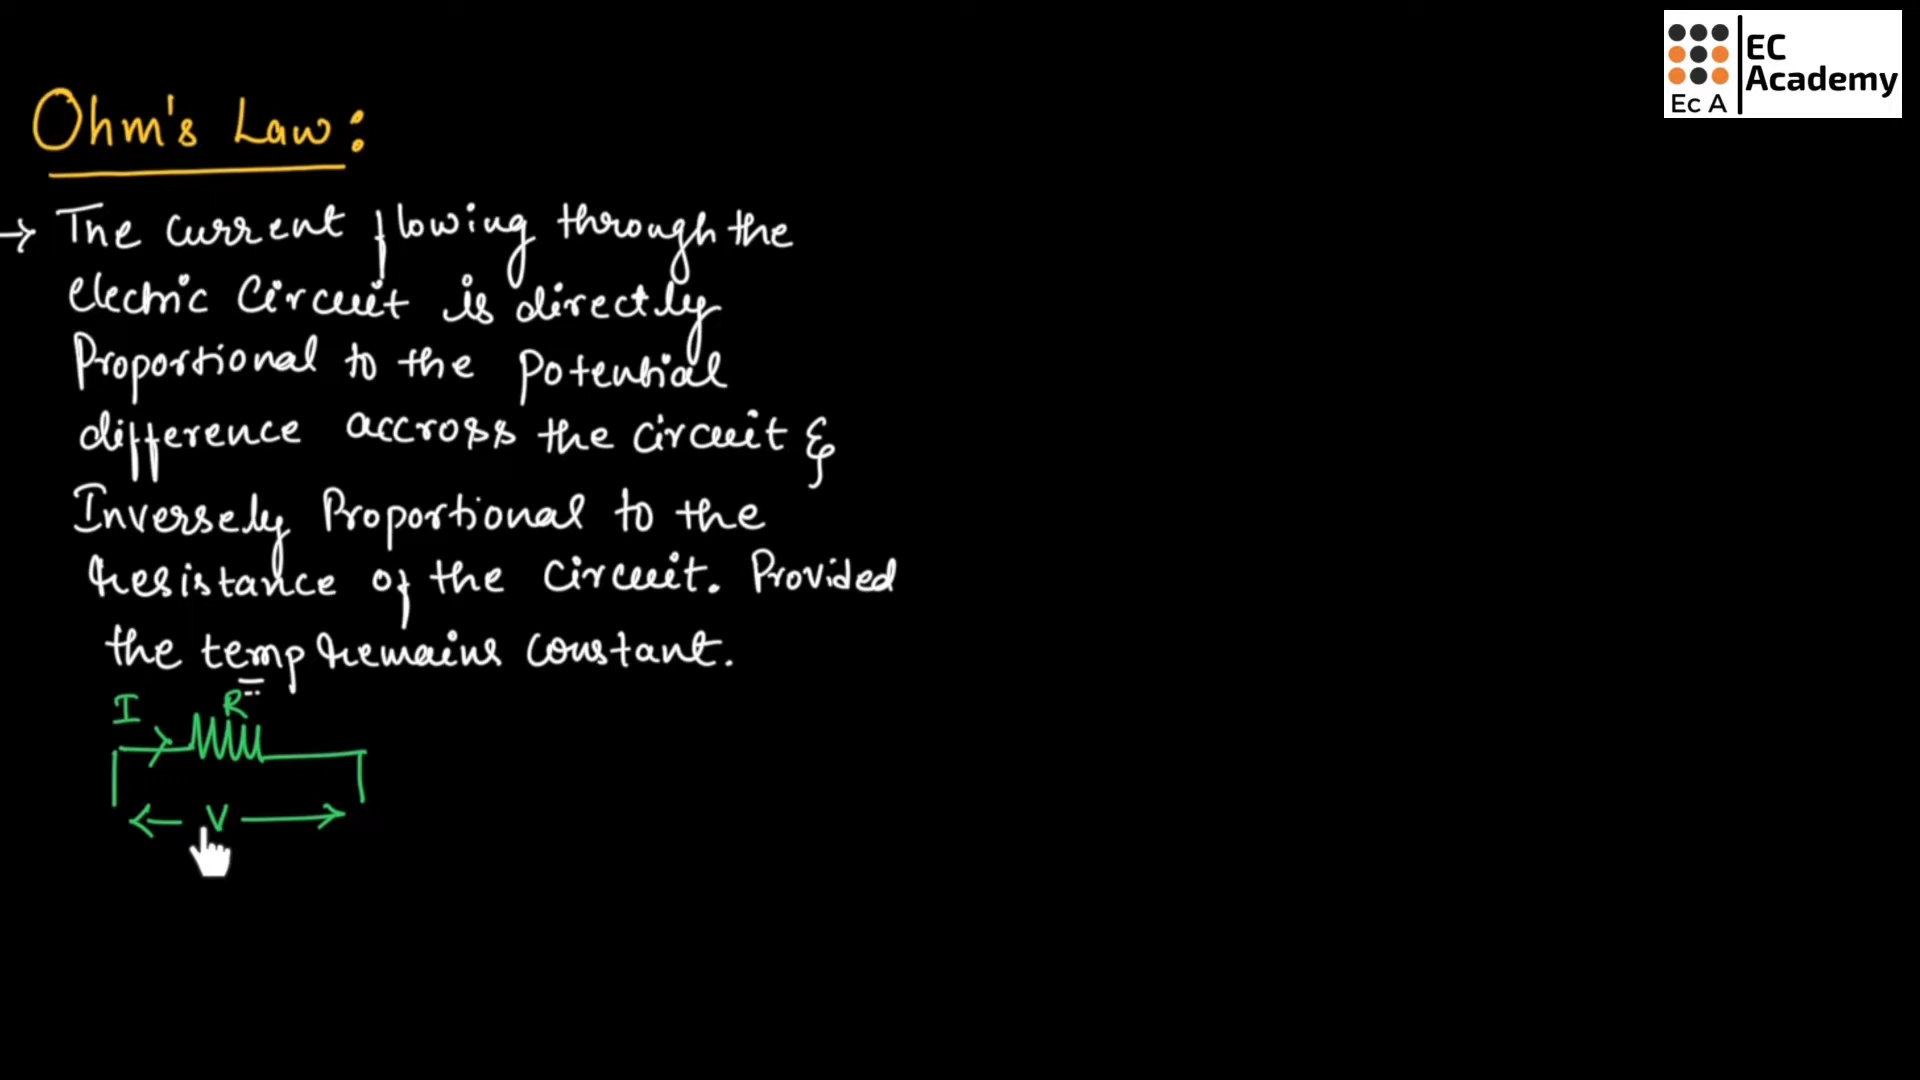 EC
Academy
Ec A
Ohm's Law:
→ The current flowing through the
electric circuit is directly
Proportional to the potential
difference accross the circuit &
Inversely Proportional to the
resistance of the circuit. Provided
the temp remains constant.
I R
V